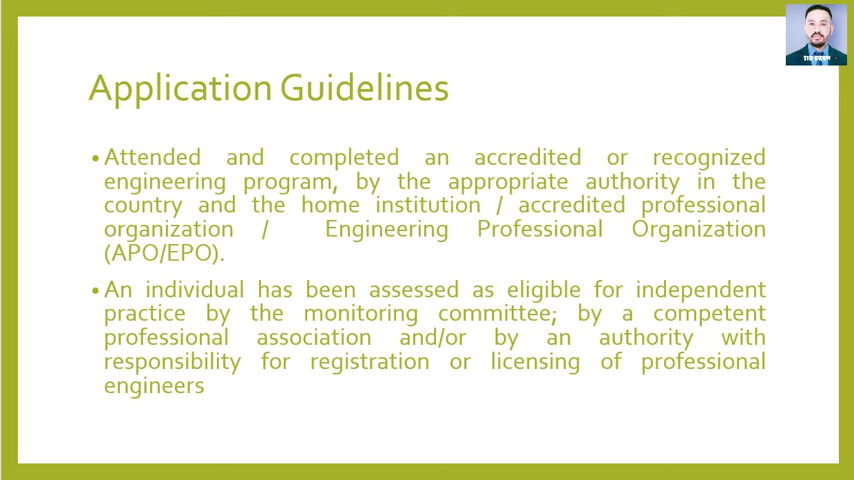 Application Guidelines
• Attended and completed an accredited or recognized
engineering program, by the appropriate authority in the
country and the home institution / accredited professional
organization / Engineering Professional Organization
(APO/EPO).
• An individual has been assessed as eligible for independent
practice by the monitoring committee; by a competent
professional association and/or by an authority with
responsibility for registration or licensing of professional
engineers